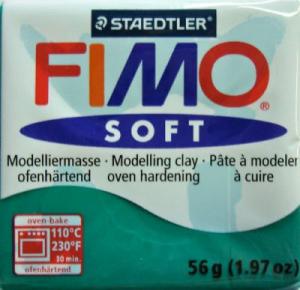 STAEDTLER
FIMO®
SOFT
Modelliermasse · Modelling clay · Pâte à modeler
ofenhärtend oven hardening à cuire
oven-bake
110°C
230°F
30 min.
ofenhärtend
56 g (1.97 oz)